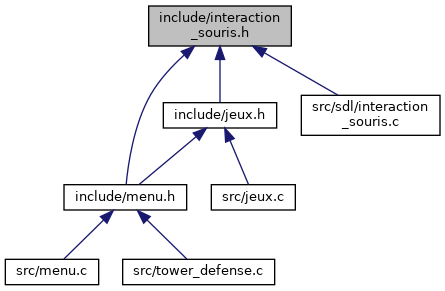 include/interaction
_souris.h
include/jeux.h
src/sdl/interaction
_souris.c
include/menu.h
src/jeux.c
src/menu.c
src/tower_defense.c